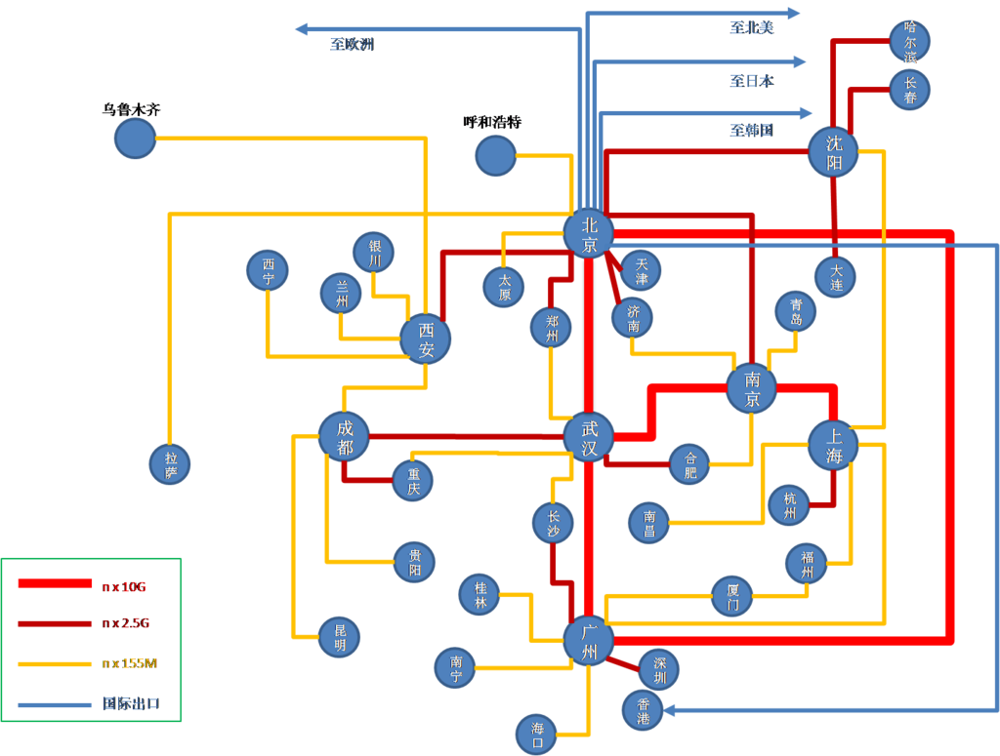 至北美
至欧洲
哈尔滨
至日本
长春
乌鲁木齐
呼和浩特
至韩国
沈阳
北京
银川
西宁
天津
大连
太原
兰州
济南
青岛
郑州
西安
南京
成都
武汉
上海
拉萨
合肥
重庆
杭州
长沙
南昌
贵阳
福州
桂林
厦门
n x 10G
n x 2.5G
昆明
广州
n x 155M
南宁
深圳
国际出口
香港
海口